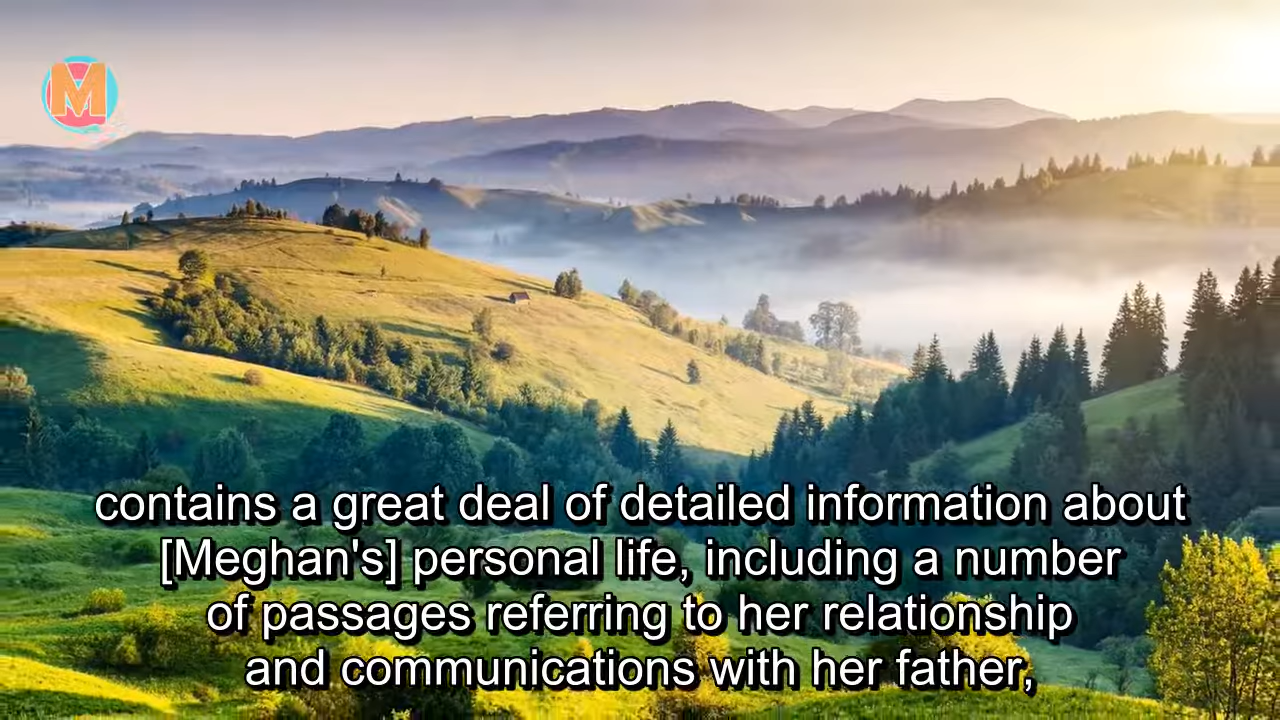 M
contains a great deal of detailed information about
[Meghan's] personal life, including a number
of passages referring to her relationship
and communications with her father,